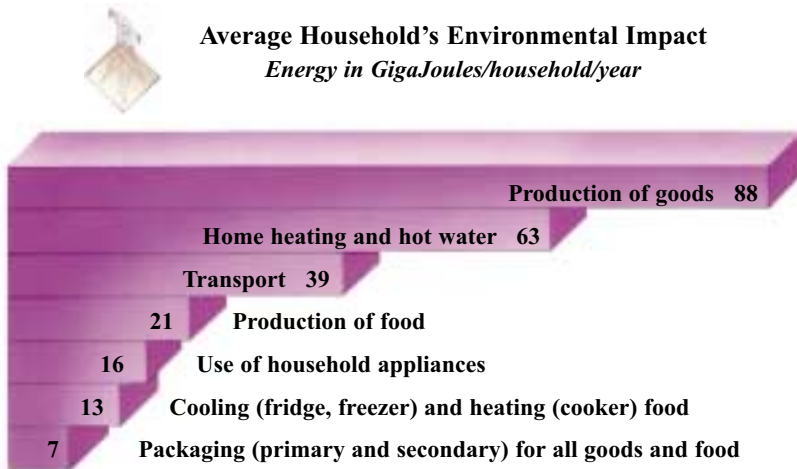 Average Household's Environmental Impact
Energy in GigaJoules/household/year
Production of goods 88
Home heating and hot water 63
Transport 39
21 Production of food
16 Use of household appliances
13 Cooling (fridge, freezer) and heating (cooker) food
7 Packaging (primary and secondary) for all goods and food